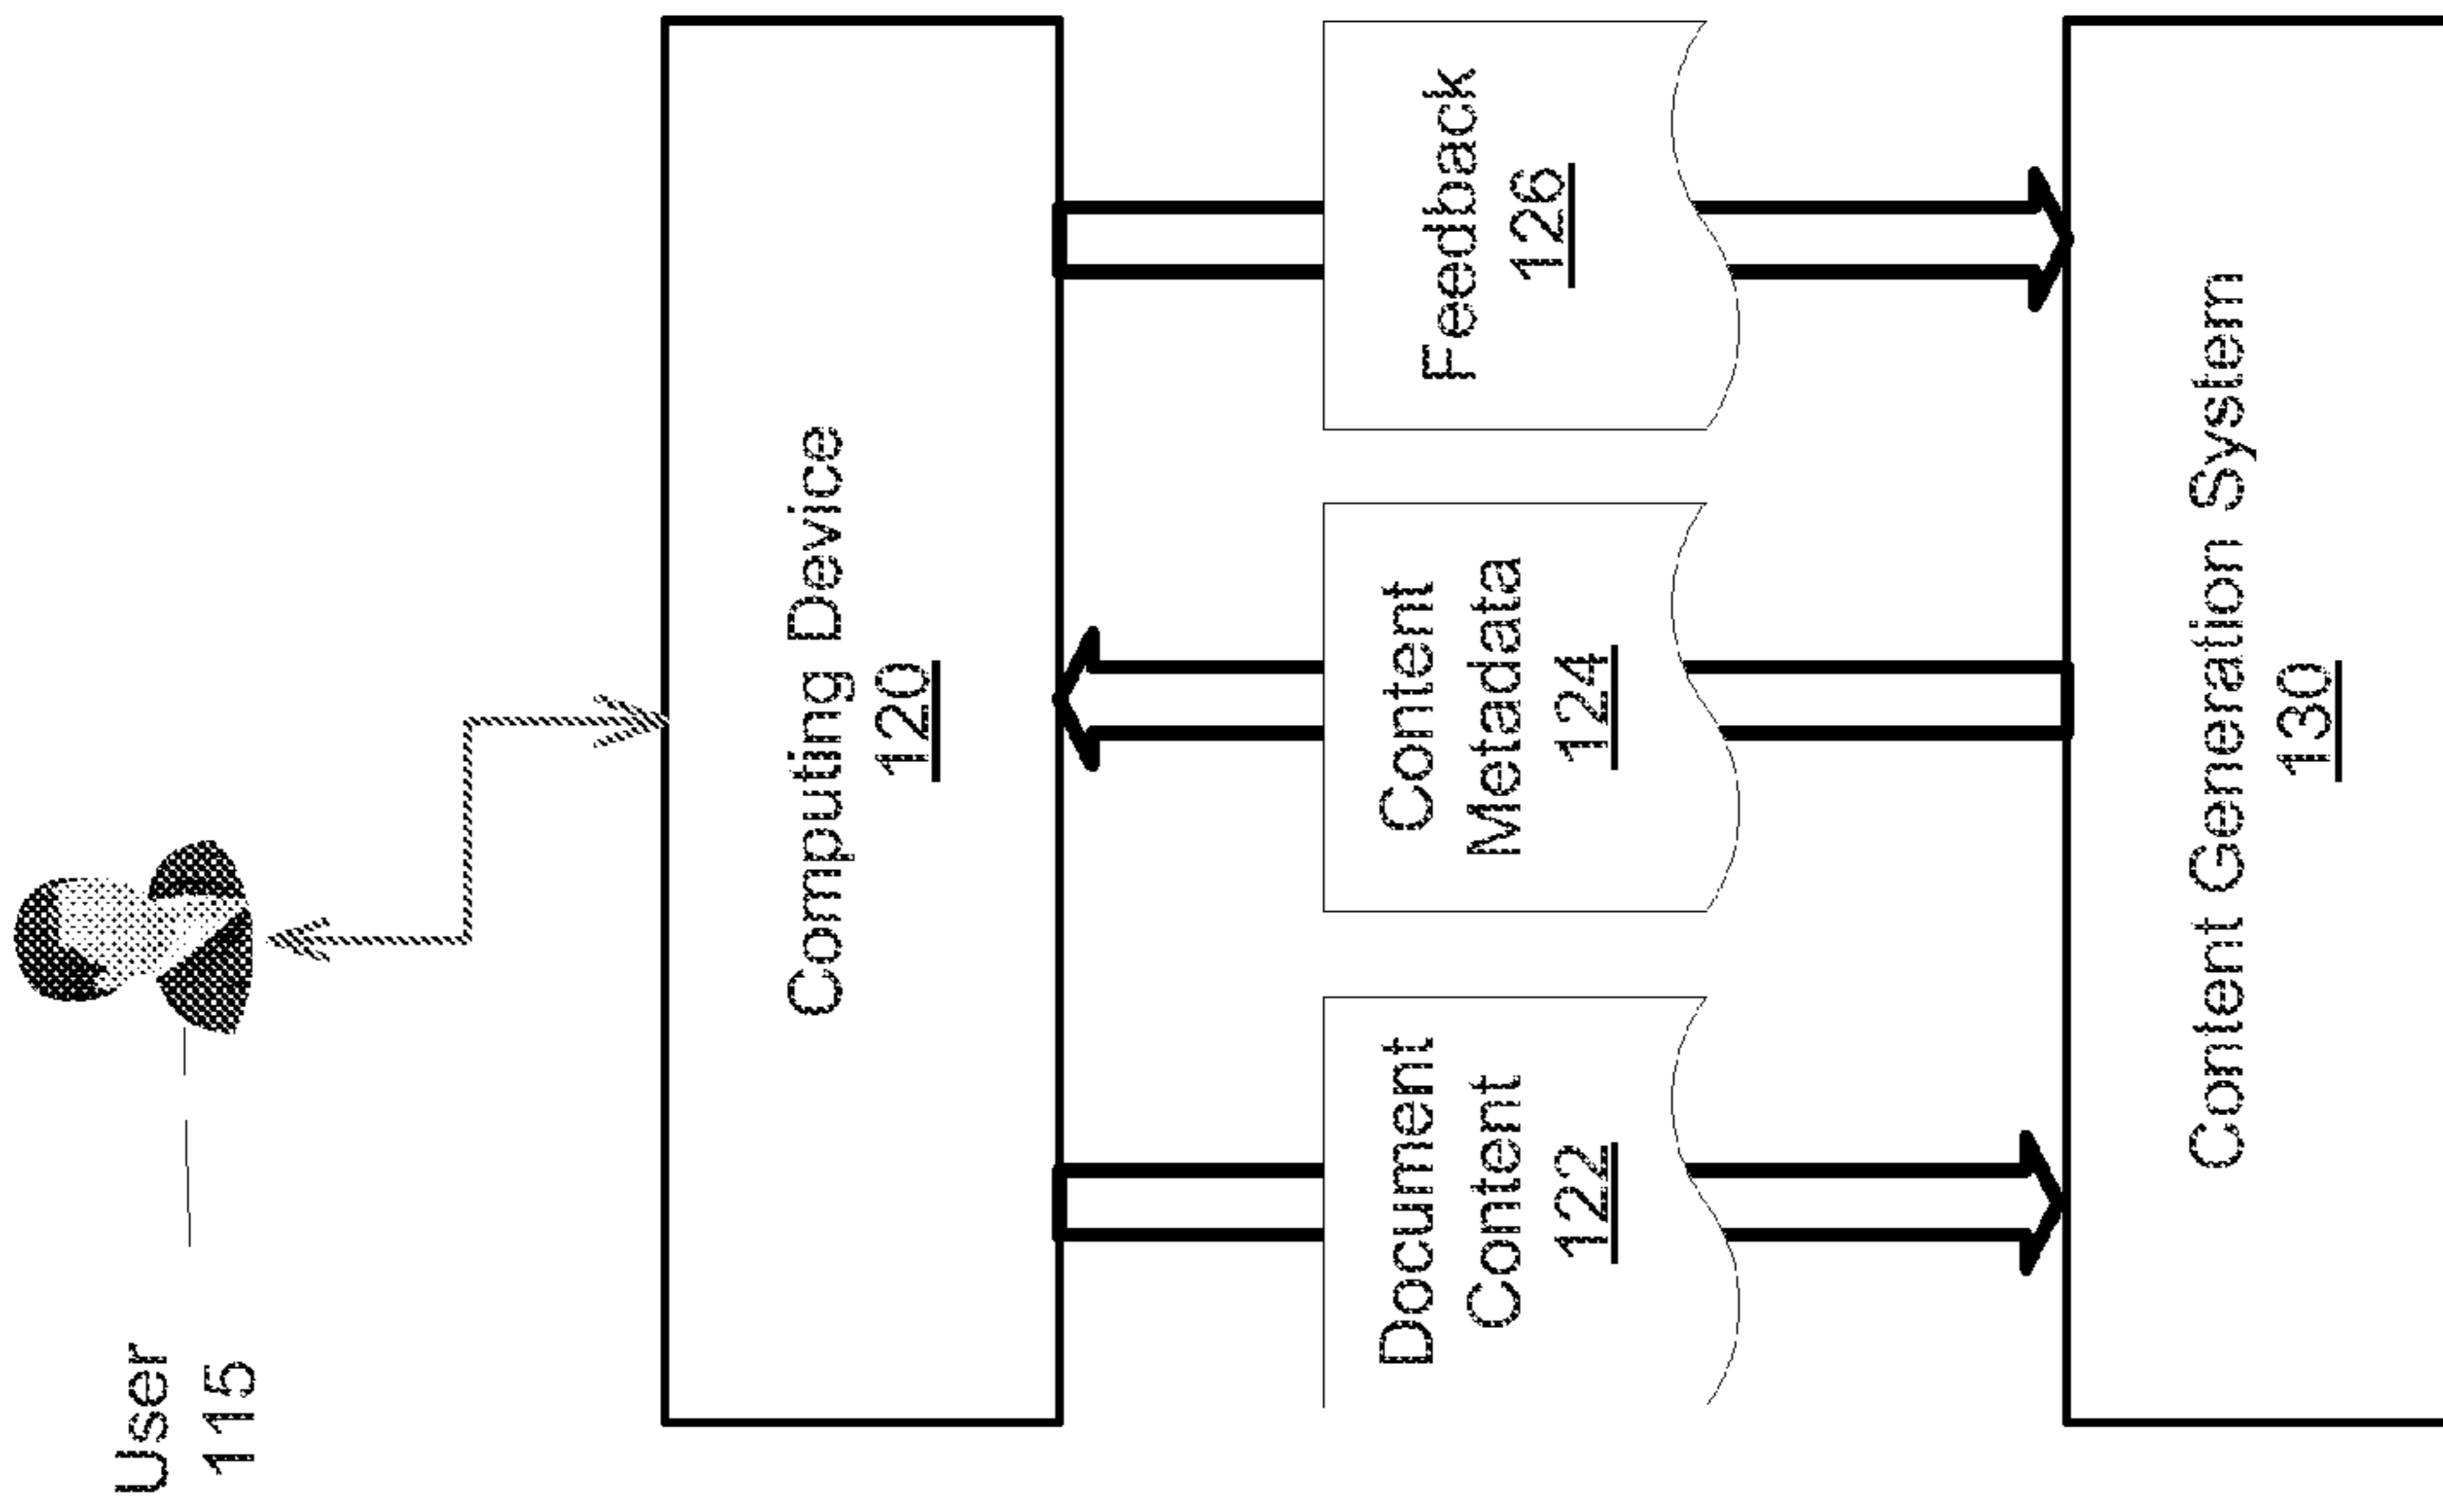 User
115
Computing Device
120
Document
Content
122
Content
Metadata
124
Feedback
126
Content Generation System
130